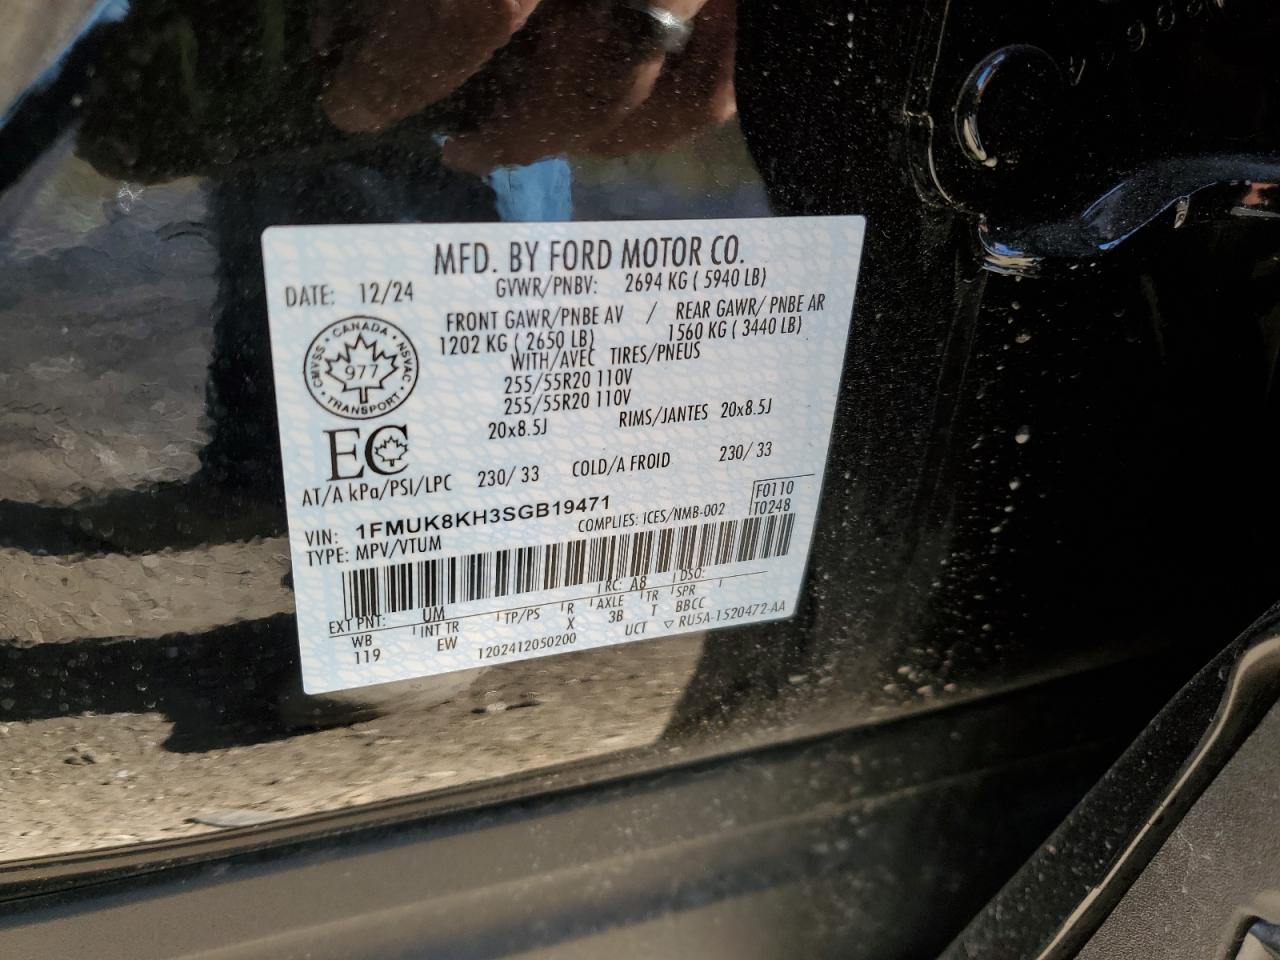 MFD. BY FORD MOTOR CO.
DATE: 12/24
GVWR/PNBV: 2694 KG ( 5940 LB)
FRONT GAWR/PNBE AV / REAR GAWR/ PNBE AR
1202 KG ( 2650 LB) 1560 KG ( 3440 LB)
WITH/AVEC TIRES/PNEUS
255/55R20 110V
255/55R20 110V
20x8.5J RIMS/JANTES 20x8.5J
CANADA
CMVSS 977 NSVAC
TRANSPORT
EC
AT/A kPa/PSI/LPC 230/ 33 COLD/A FROID 230/ 33
VIN: 1FMUK8KH3SGB19471
TYPE: MPV/VTUM
COMPLIES: ICES/NMB-002
F0110
T0248
EXT PNT: UM RC: A8 DSO:
WB INT TR TP/PS R AXLE TR SPR
119 EW X 3B T BBCC
1202412050200 UCT ▽ RU5A-1520472-AA